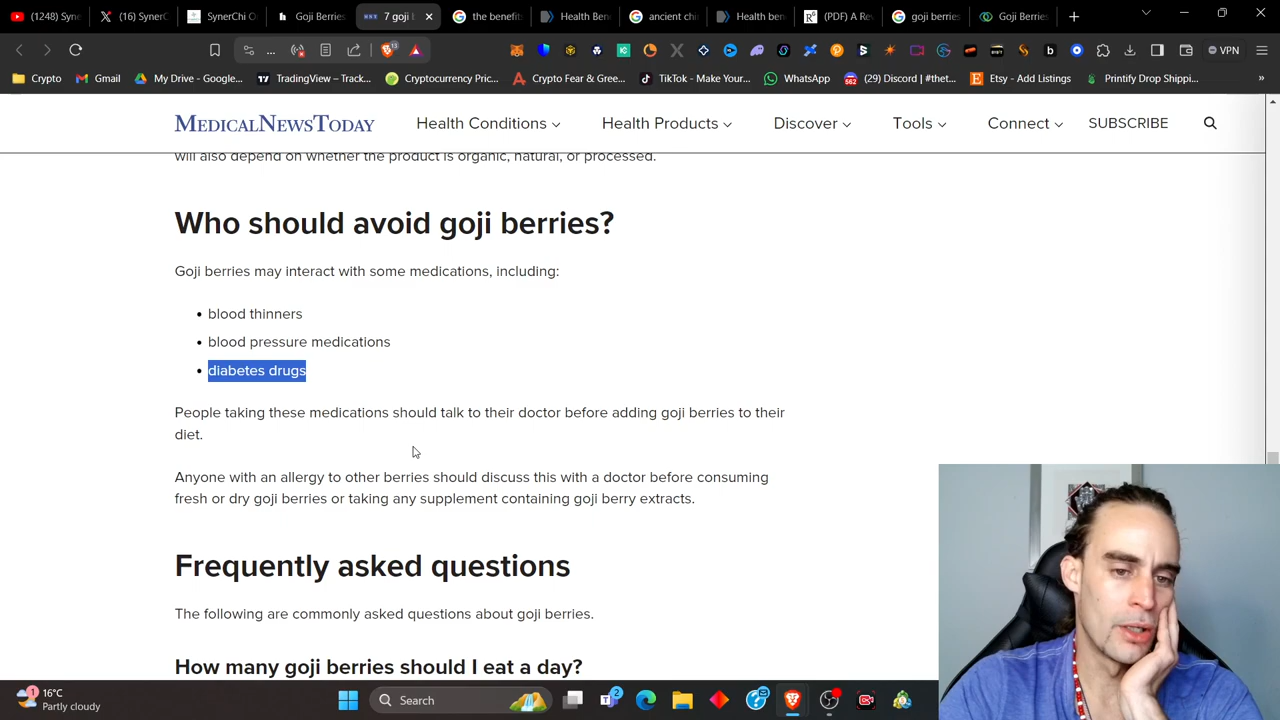 (1248) Syner
(16) SynerC
SynerChi O
Goji Berries
7 goji b
the benefit
Health Ben
ancient chi
Health ben
(PDF) A Re
goji berries
Goji Berries
VPN
Crypto
Gmail
My Drive - Google...
TradingView – Track...
Cryptocurrency Pric...
Crypto Fear & Gree...
TikTok - Make Your...
WhatsApp
(29) Discord | #thet...
Etsy - Add Listings
Printify Drop Shippi...
MEDICALNEWSTODAY
Health Conditions
Health Products
Discover
Tools
Connect
SUBSCRIBE
will also depend on whether the product is organic, natural, or processed.
Who should avoid goji berries?
Goji berries may interact with some medications, including:
• blood thinners
• blood pressure medications
• diabetes drugs
People taking these medications should talk to their doctor before adding goji berries to their
diet.
Anyone with an allergy to other berries should discuss this with a doctor before consuming
fresh or dry goji berries or taking any supplement containing goji berry extracts.
Frequently asked questions
The following are commonly asked questions about goji berries.
How many goji berries should I eat a day?
16°C
Partly cloudy
Search